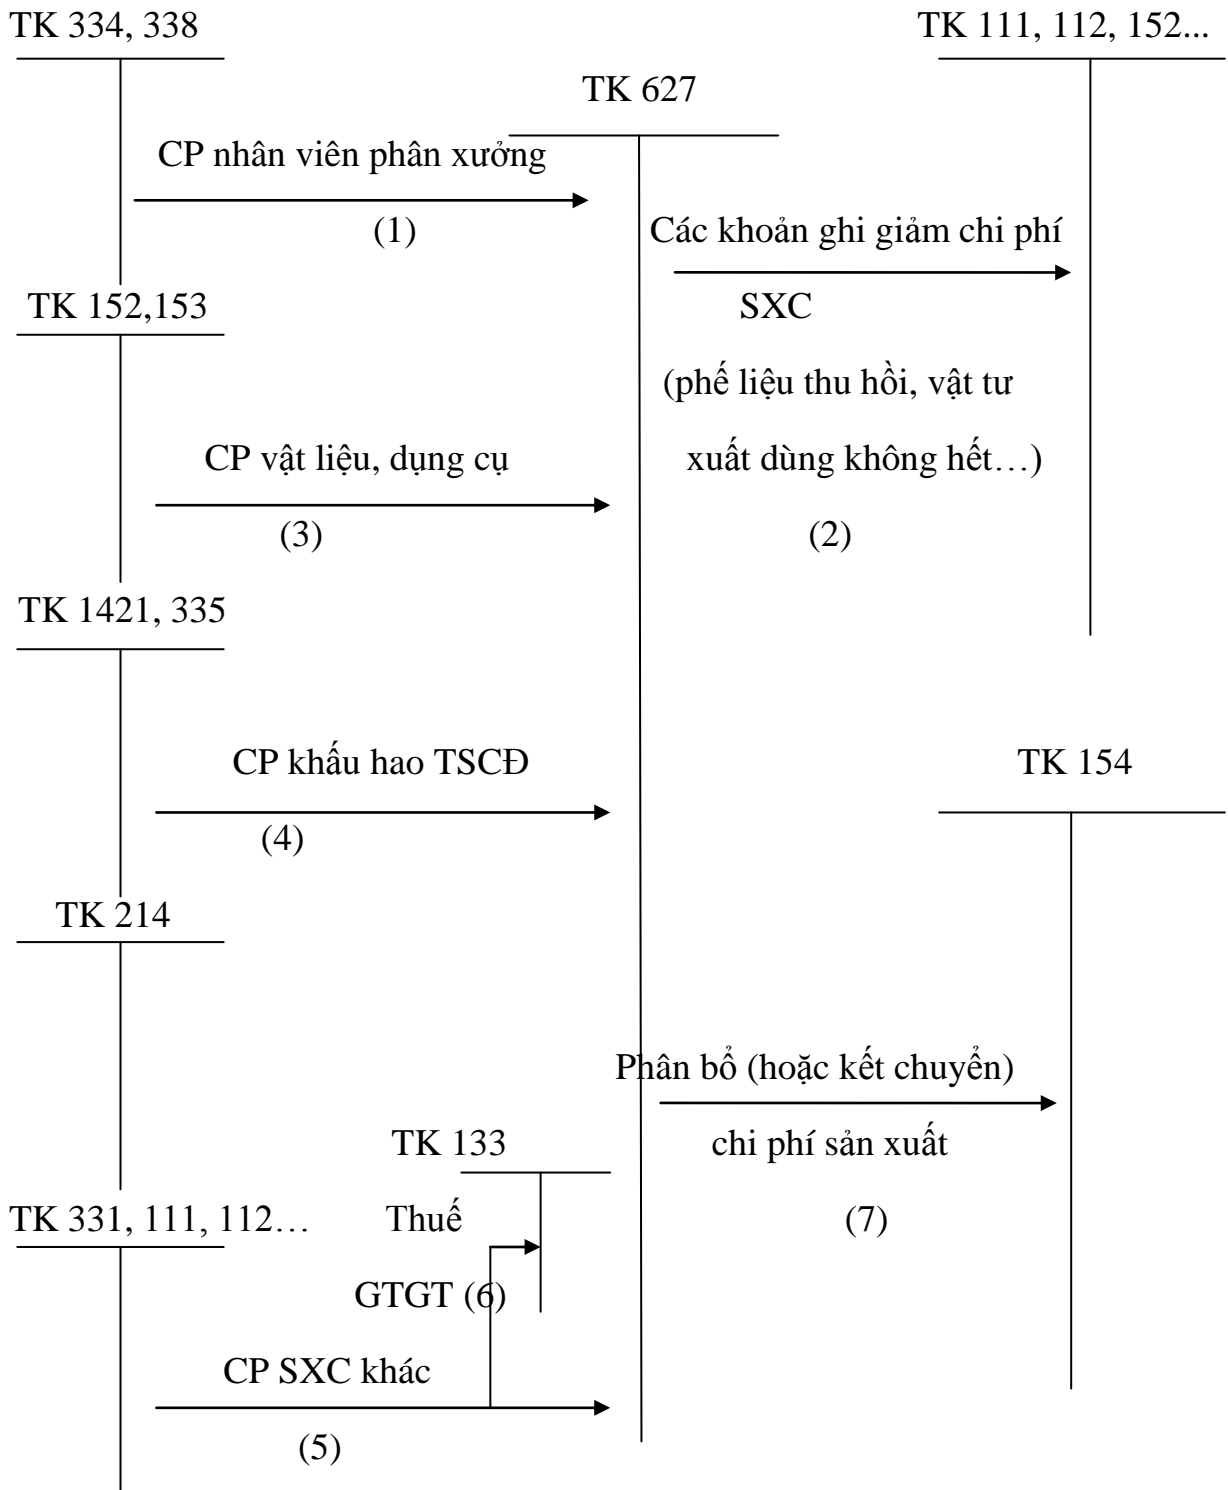 TK 334, 338
TK 111, 112, 152...
TK 627
CP nhân viên phân xưởng
(1)
Các khoản ghi giảm chi phí
TK 152,153
SXC
(phế liệu thu hồi, vật tư
CP vật liệu, dụng cụ
xuất dùng không hết…)
(3)
(2)
TK 1421, 335
CP khấu hao TSCĐ
TK 154
(4)
TK 214
Phân bổ (hoặc kết chuyển)
TK 133
chi phí sản xuất
TK 331, 111, 112…
Thuế
(7)
GTGT (6)
CP SXC khác
(5)